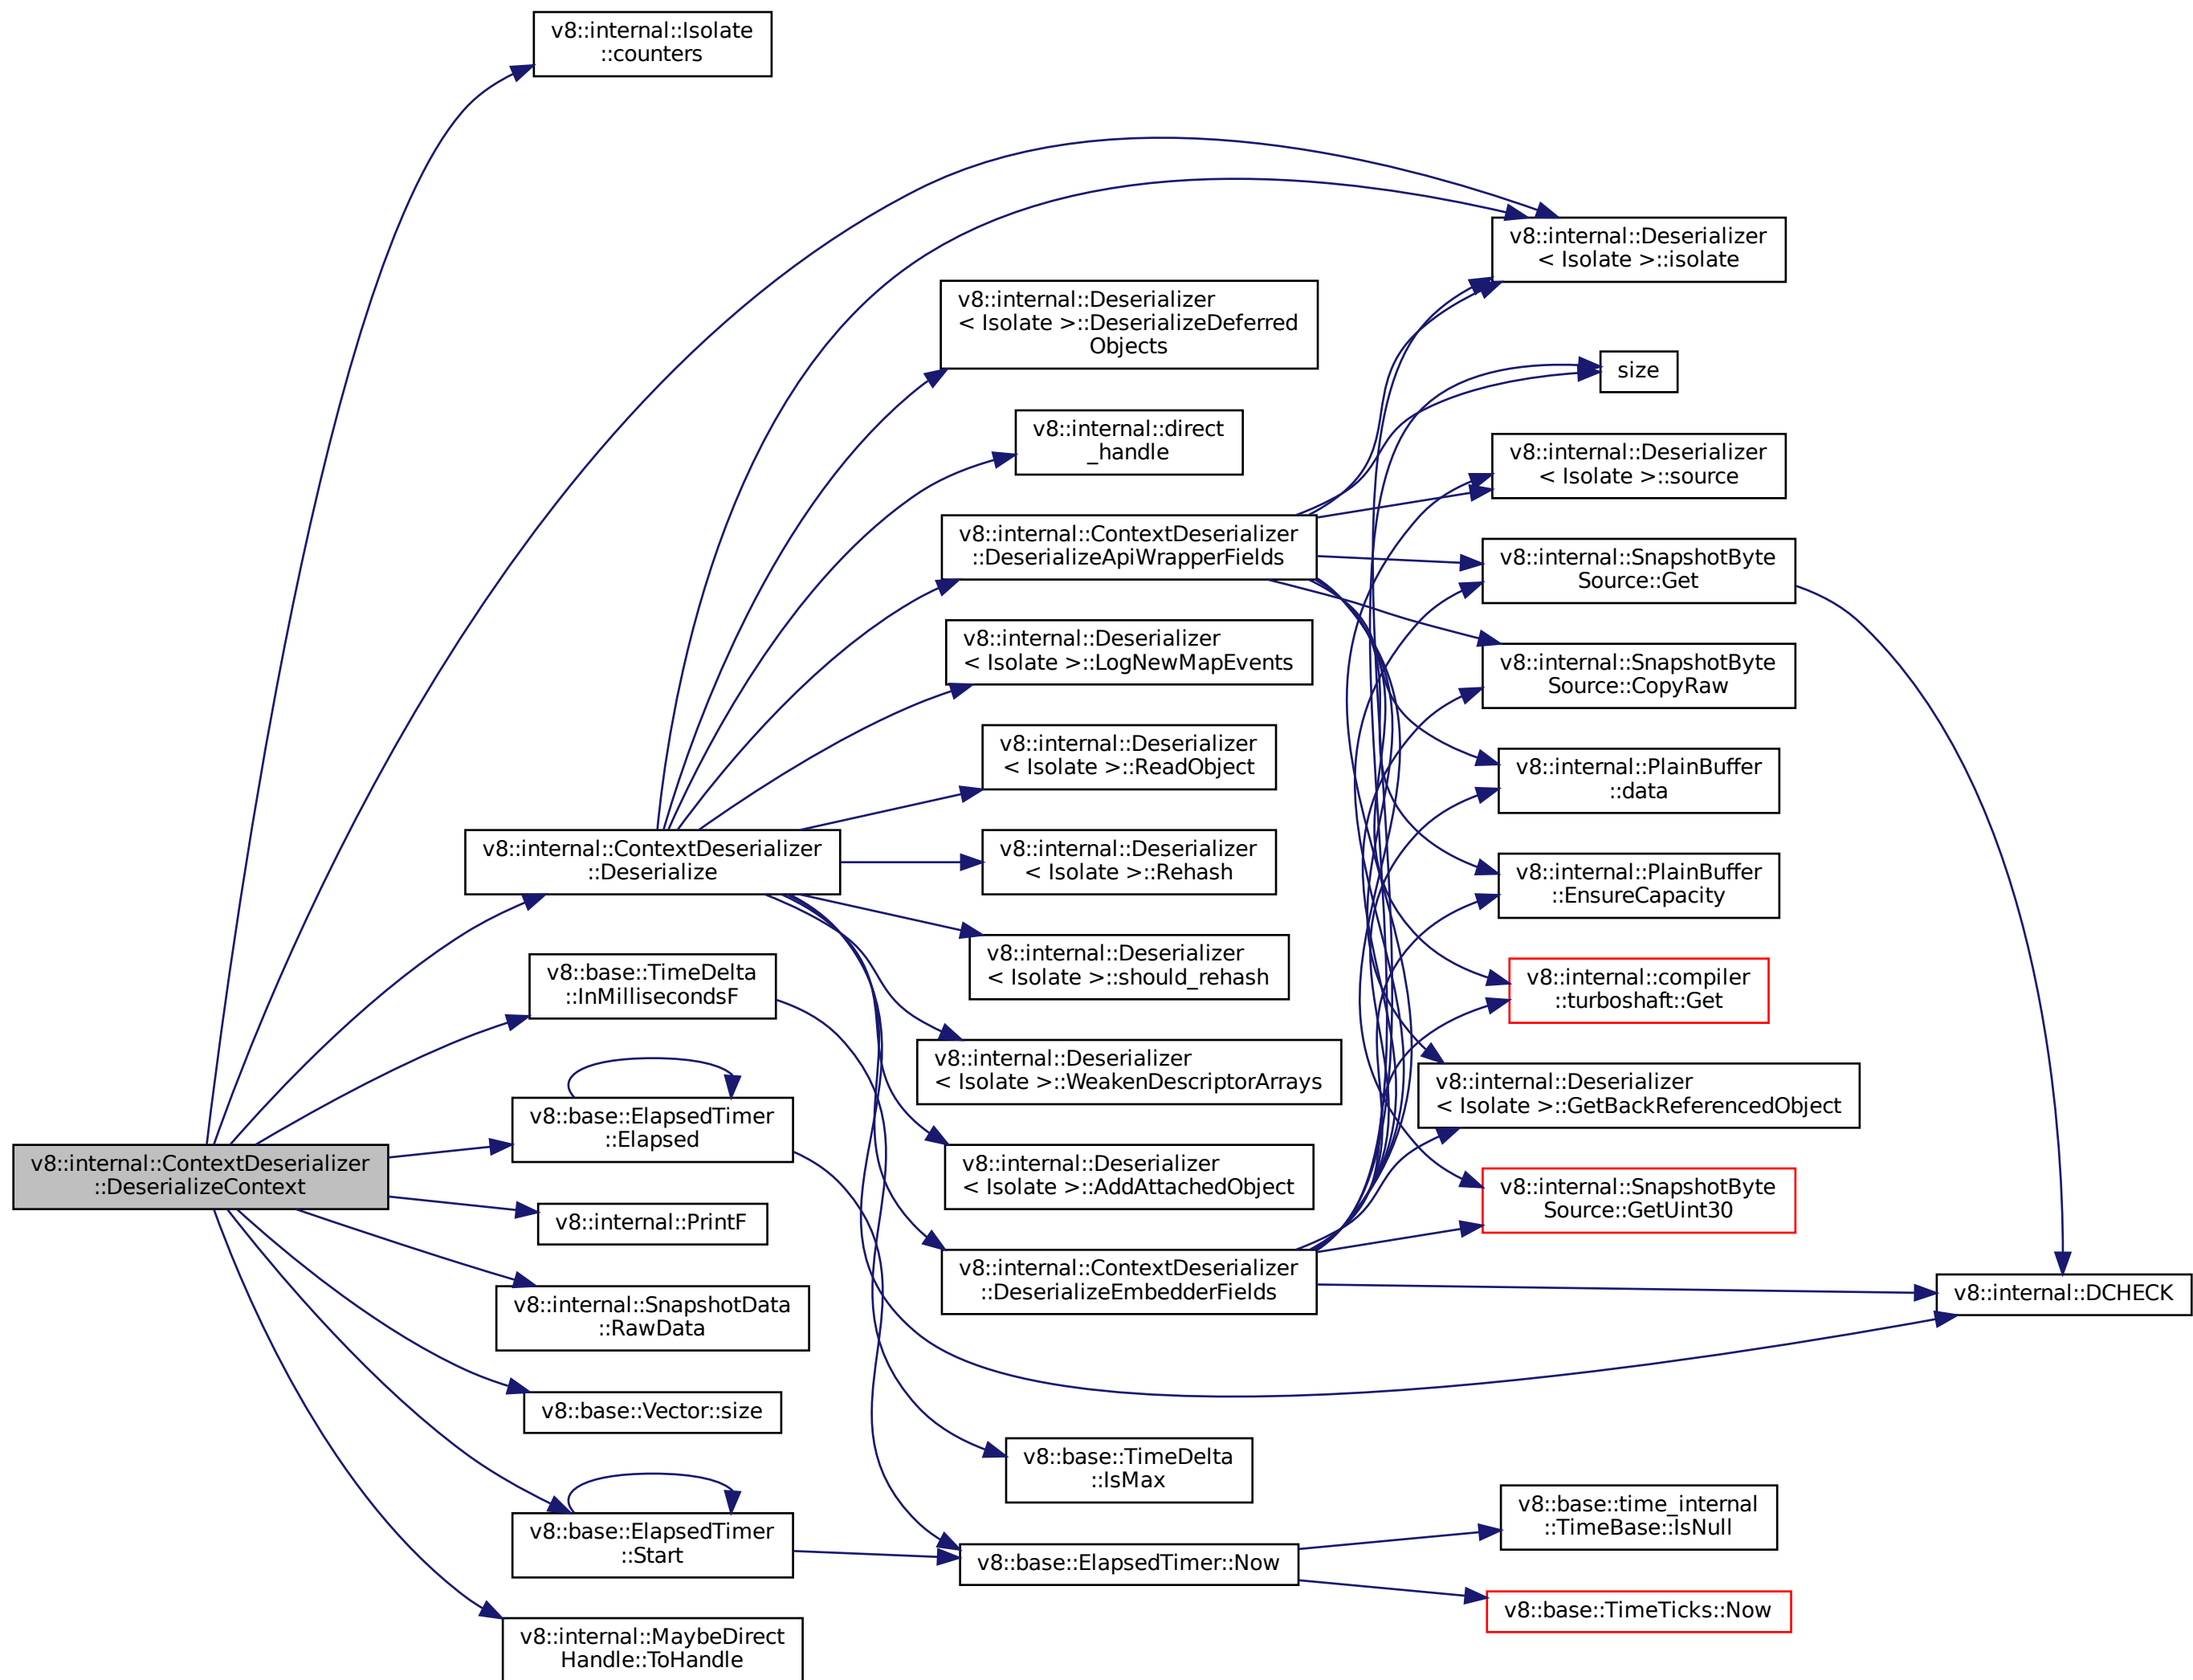 v8::internal::Isolate
::counters
v8::internal::Deserializer
< Isolate >::isolate
v8::internal::Deserializer
< Isolate >::DeserializeDeferred
Objects
size
v8::internal::direct
_handle
v8::internal::Deserializer
< Isolate >::source
v8::internal::ContextDeserializer
::DeserializeApiWrapperFields
v8::internal::SnapshotByte
Source::Get
v8::internal::Deserializer
< Isolate >::LogNewMapEvents
v8::internal::SnapshotByte
Source::CopyRaw
v8::internal::Deserializer
< Isolate >::ReadObject
v8::internal::PlainBuffer
::data
v8::internal::ContextDeserializer
::Deserialize
v8::internal::Deserializer
< Isolate >::Rehash
v8::internal::PlainBuffer
::EnsureCapacity
v8::base::TimeDelta
::InMillisecondsF
v8::internal::Deserializer
< Isolate >::should_rehash
v8::internal::compiler
::turboshaft::Get
v8::internal::Deserializer
< Isolate >::WeakenDescriptorArrays
v8::internal::Deserializer
< Isolate >::GetBackReferencedObject
v8::base::ElapsedTimer
::Elapsed
v8::internal::ContextDeserializer
::DeserializeContext
v8::internal::Deserializer
< Isolate >::AddAttachedObject
v8::internal::SnapshotByte
Source::GetUint30
v8::internal::PrintF
v8::internal::ContextDeserializer
::DeserializeEmbedderFields
v8::internal::DCHECK
v8::internal::SnapshotData
::RawData
v8::base::Vector::size
v8::base::TimeDelta
::IsMax
v8::base::time_internal
::TimeBase::IsNull
v8::base::ElapsedTimer
::Start
v8::base::ElapsedTimer::Now
v8::base::TimeTicks::Now
v8::internal::MaybeDirect
Handle::ToHandle